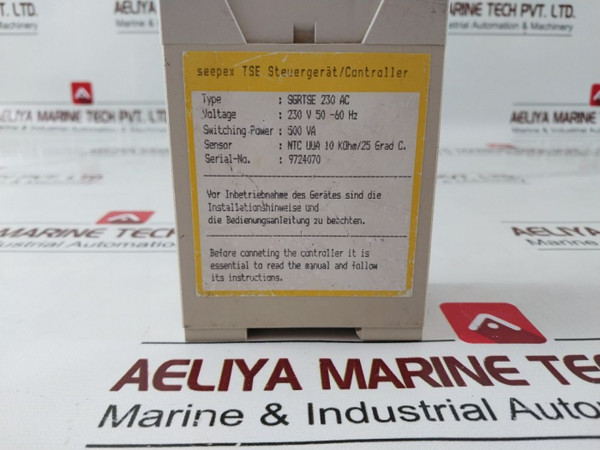 AELIYA MARINE
Marine & Industrial
MARINE TECH PVT. LTD.
Automation & Machinery
seepex TSE Steuergerät/Controller
Type : SGRTSE 230 AC
Voltage : 230 V 50 -60 Hz
Switching-Power : 500 VA
Sensor : NTC UUA 10 KOhm/25 Grad C.
Serial-No. : 9724070
Vor Inbetriebnahme des Gerätes sind die
Installationshinweise und
die Bedienungsanleitung zu beachten.
Before conneting the controller it is
essential to read the manual and follow
its instructions.
AELIYA MARINE TECH
Marine & Industrial Automation